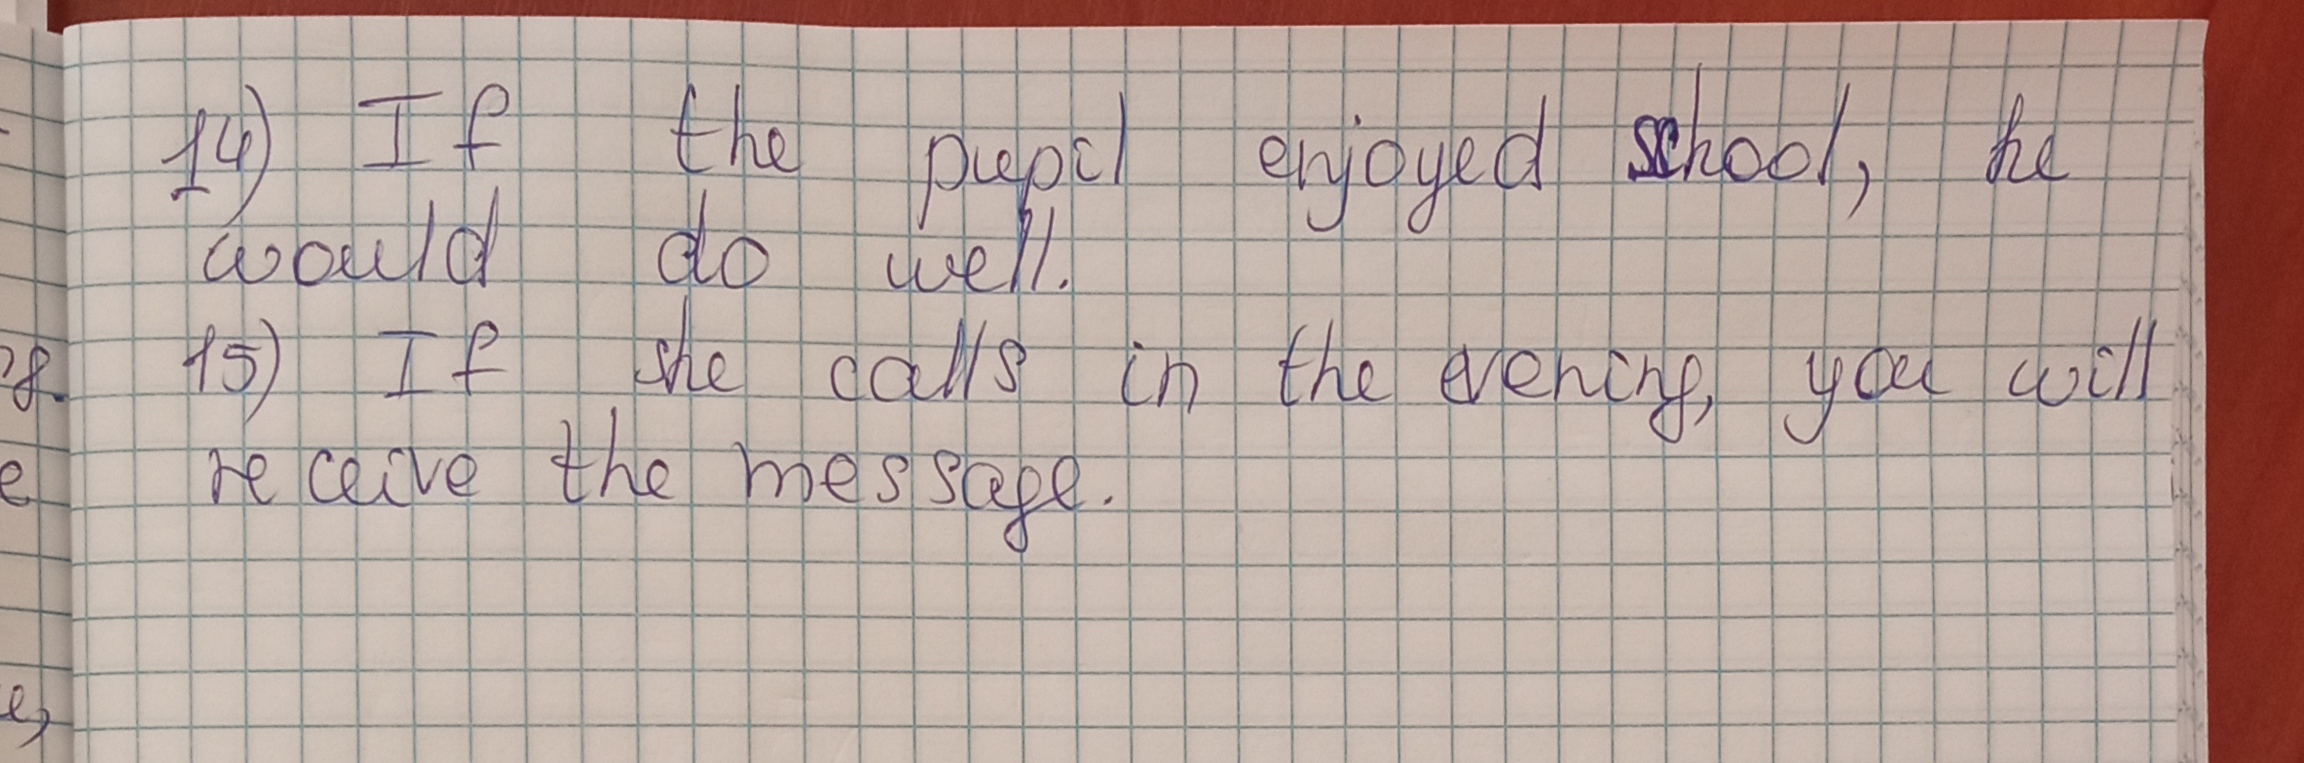 14) If the pupil enjoyed school, he
would do well.
15) If she calls in the evening, you will
receive the message.